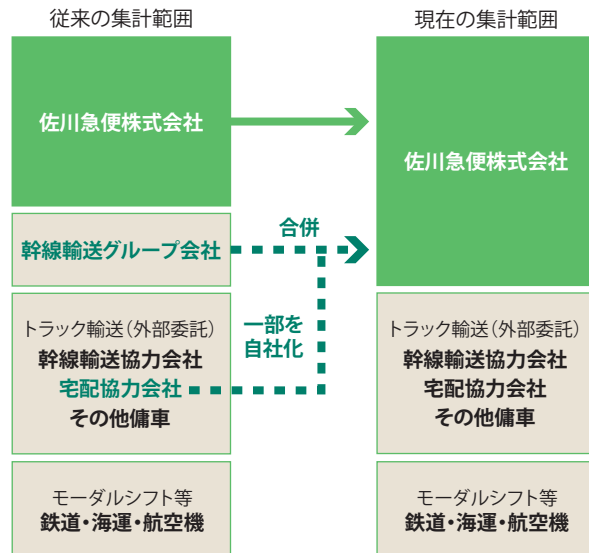 従来の集計範囲
佐川急便株式会社
幹線輸送グループ会社
トラック輸送(外部委託)
幹線輸送協力会社
宅配協力会社
その他傭車
モーダルシフト等
鉄道・海運・航空機
合併
一部を
自社化
現在の集計範囲
佐川急便株式会社
トラック輸送(外部委託)
幹線輸送協力会社
宅配協力会社
その他傭車
モーダルシフト等
鉄道・海運・航空機